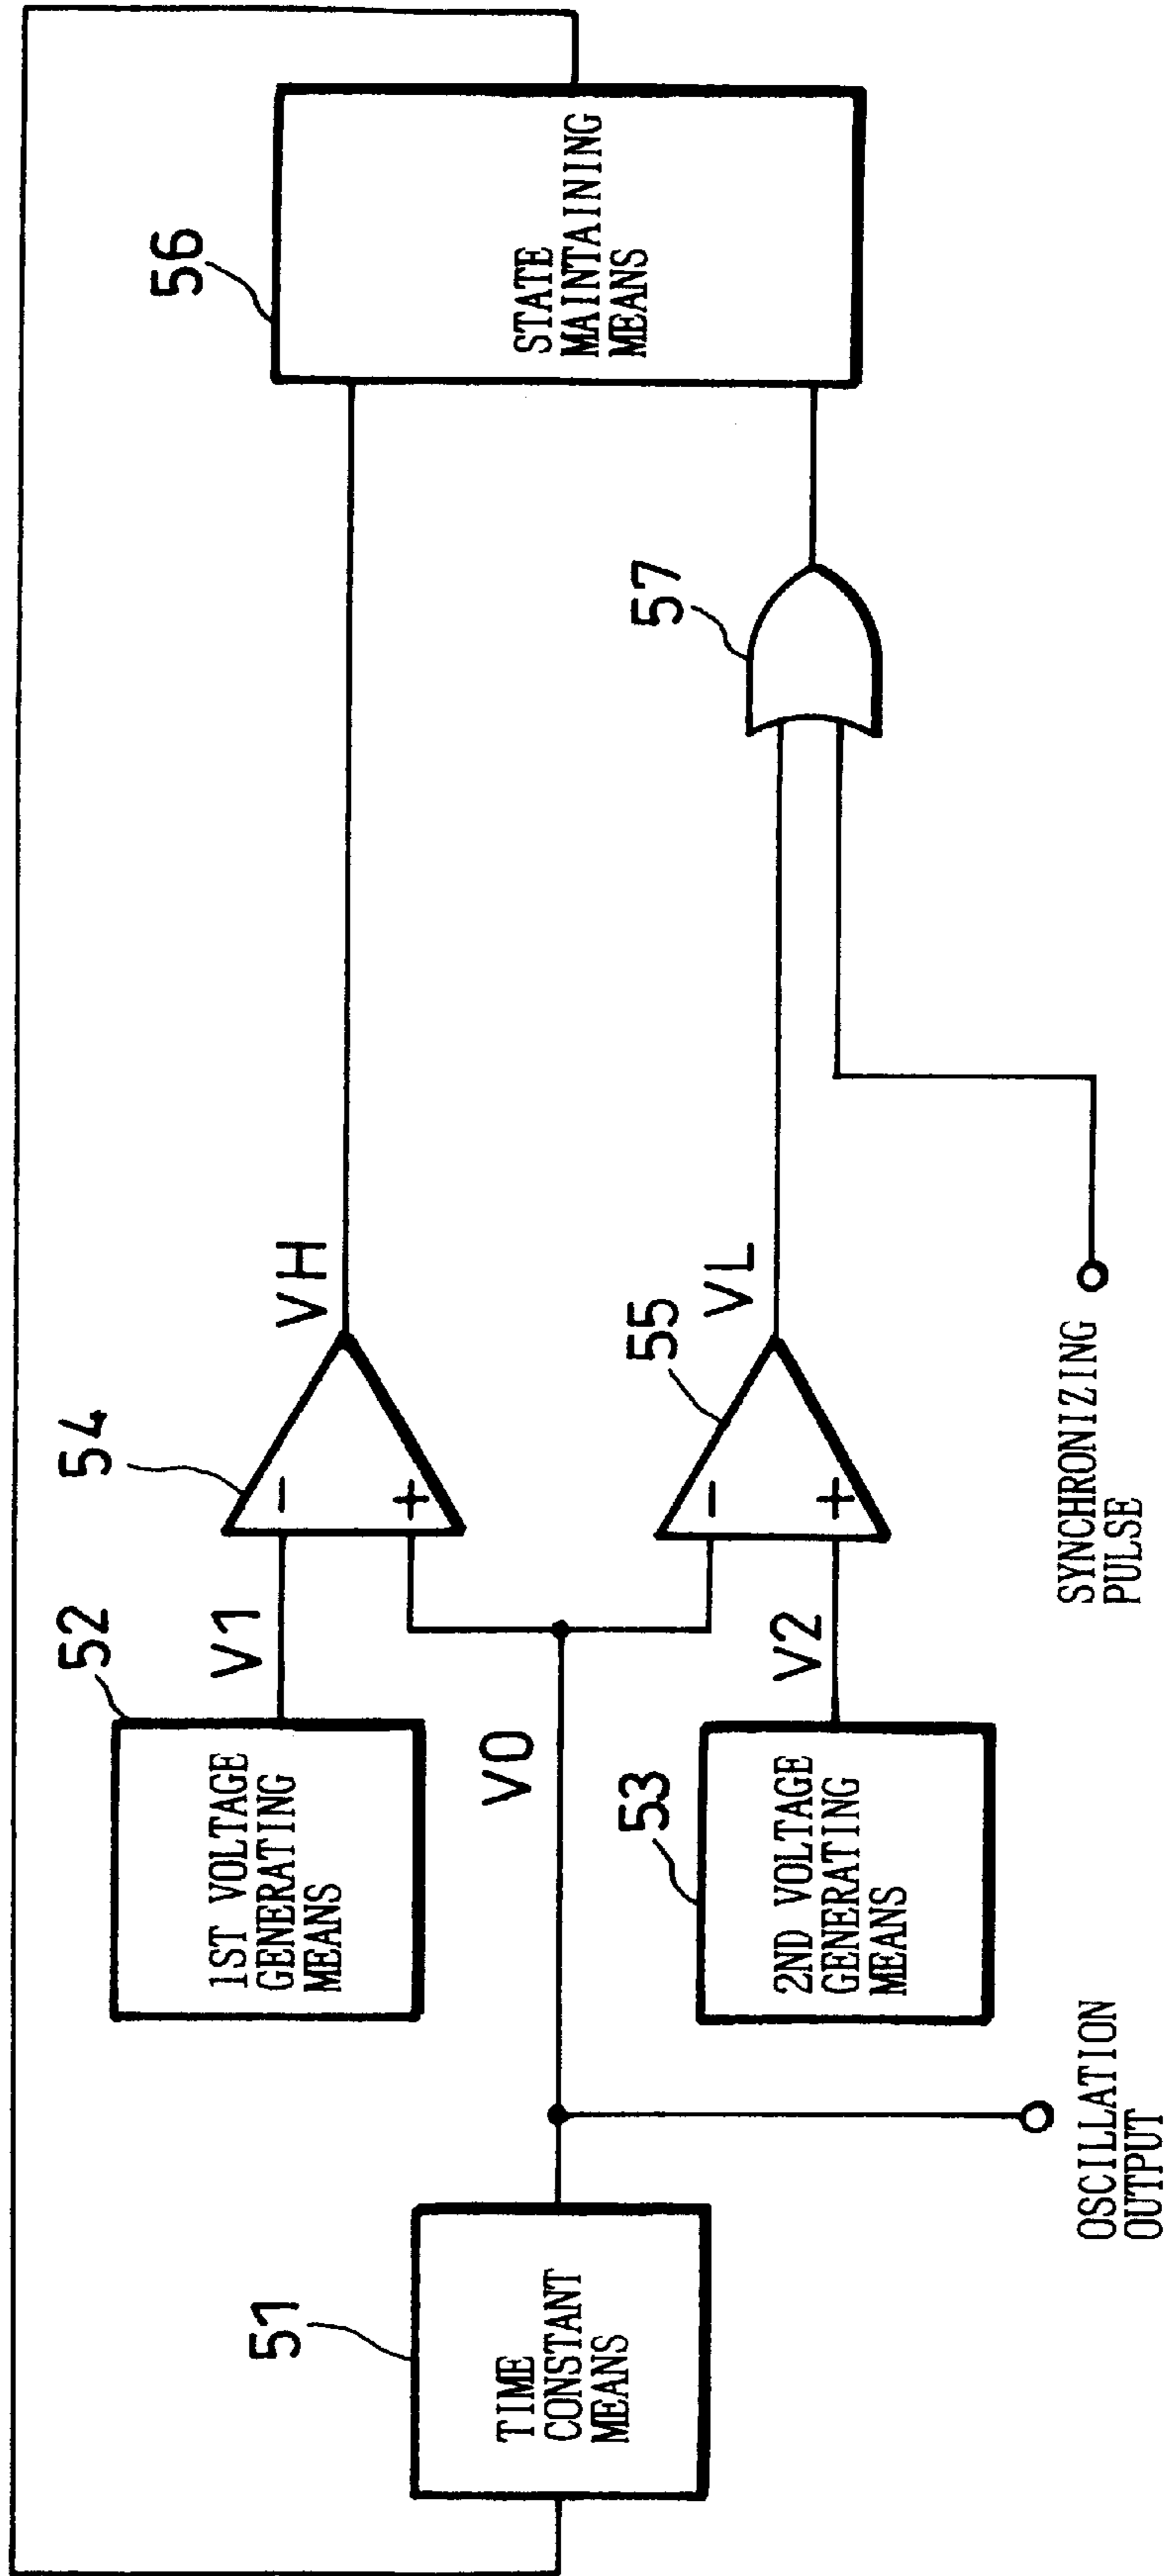 56
STATE
MAINTAINING
MEANS
57
VH
VL
54
55
SYNCHRONIZING
PULSE
52
V1
1ST VOLTAGE
GENERATING
MEANS
V0
V2
53
2ND VOLTAGE
GENERATING
MEANS
OSCILLATION
OUTPUT
51
TIME
CONSTANT
MEANS
-
+
-
+